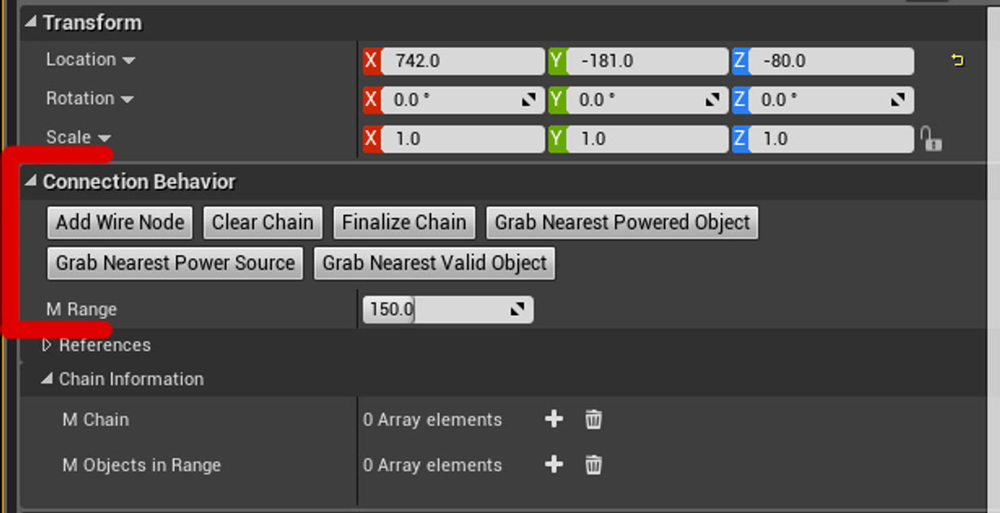 Transform
Location X 742.0 Y -181.0 Z -80.0
Rotation X 0.0 ° Y 0.0 ° Z 0.0 °
Scale X 1.0 Y 1.0 Z 1.0
Connection Behavior
Add Wire Node Clear Chain Finalize Chain Grab Nearest Powered Object
Grab Nearest Power Source Grab Nearest Valid Object
M Range 150.0
References
Chain Information
M Chain 0 Array elements
M Objects in Range 0 Array elements